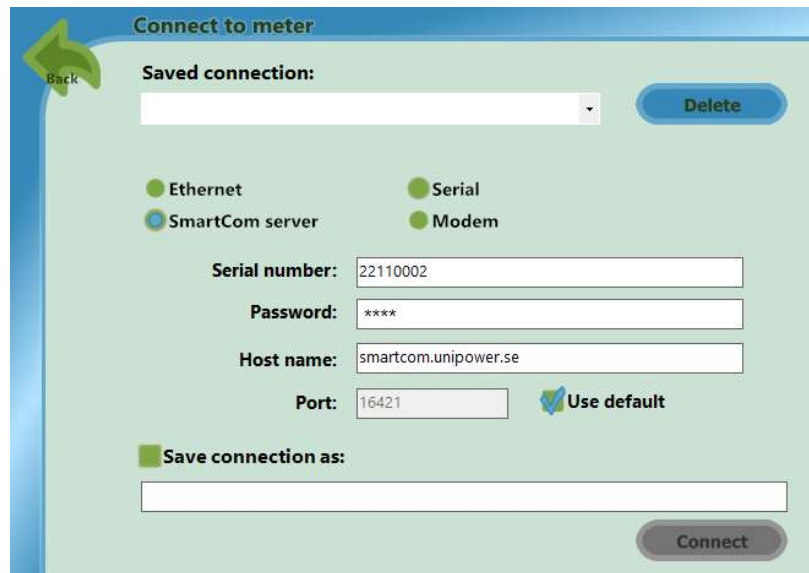 Connect to meter
Back
Saved connection:
Delete
Ethernet
Serial
SmartCom server
Modem
Serial number: 22110002
Password: ****
Host name: smartcom.unipower.se
Port: 16421 Use default
Save connection as:
Connect